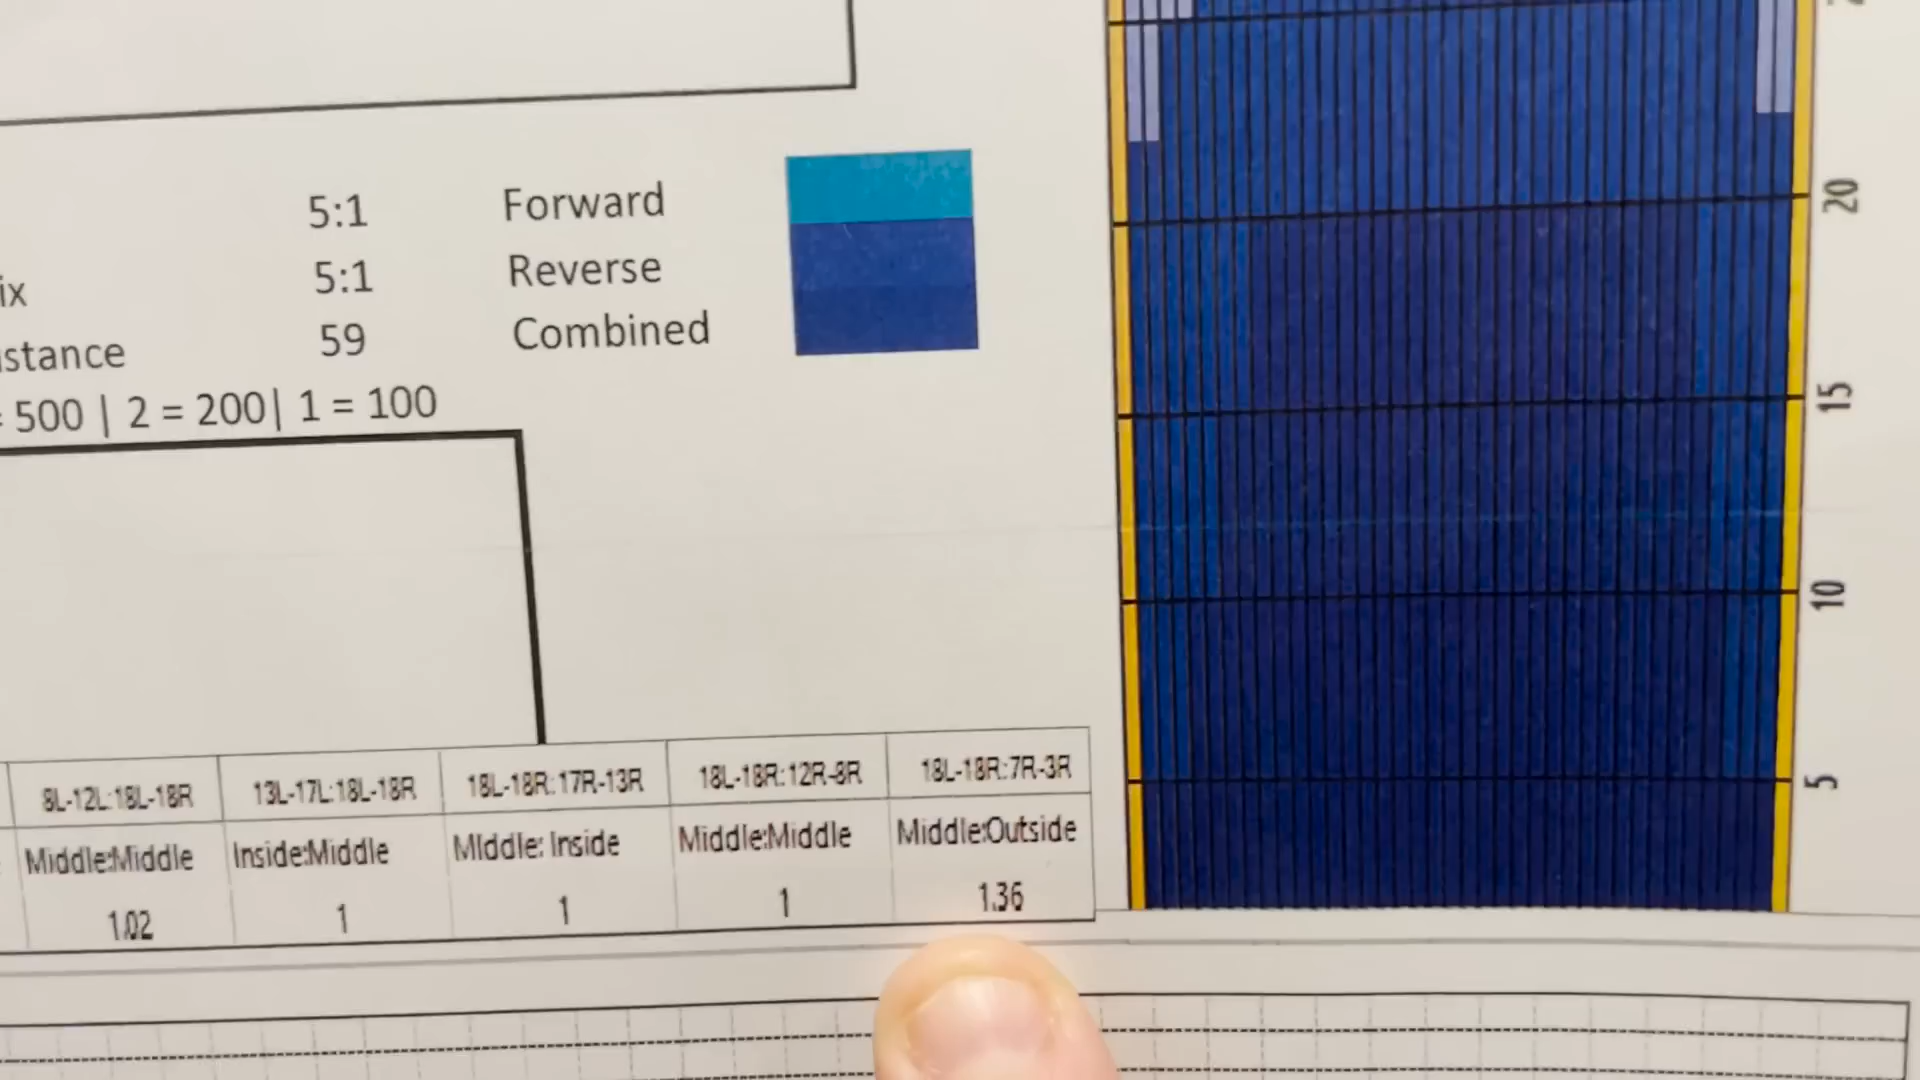 5:1 Forward
ix 5:1 Reverse
stance 59 Combined
= 500 | 2 = 200| 1 = 100
8L-12L:18L-18R 13L-17L:18L-18R 18L-18R:17R-13R 18L-18R:12R-8R 18L-18R:7R-3R
Middle:Middle Inside:Middle MIddle: Inside Middle:Middle Middle:Outside
1.02 1 1 1 1.36
20
15
10
5